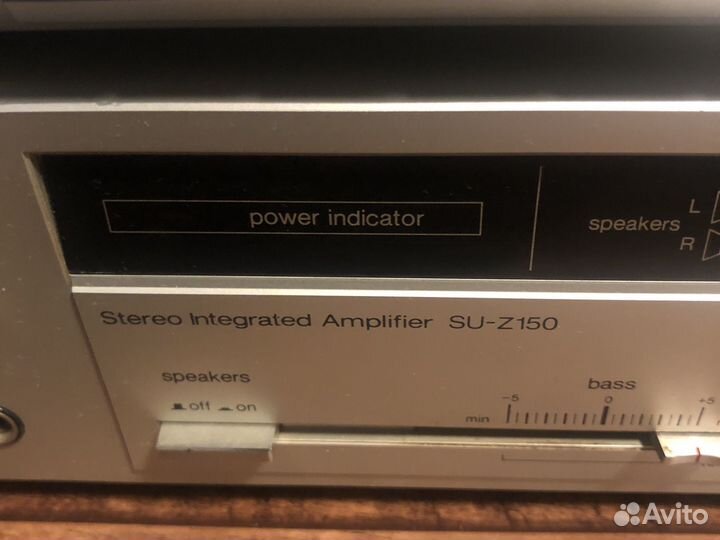 power indicator
speakers
L
R
Stereo Integrated Amplifier SU-Z150
speakers
off on
bass
-5 0 +5
min
Avito